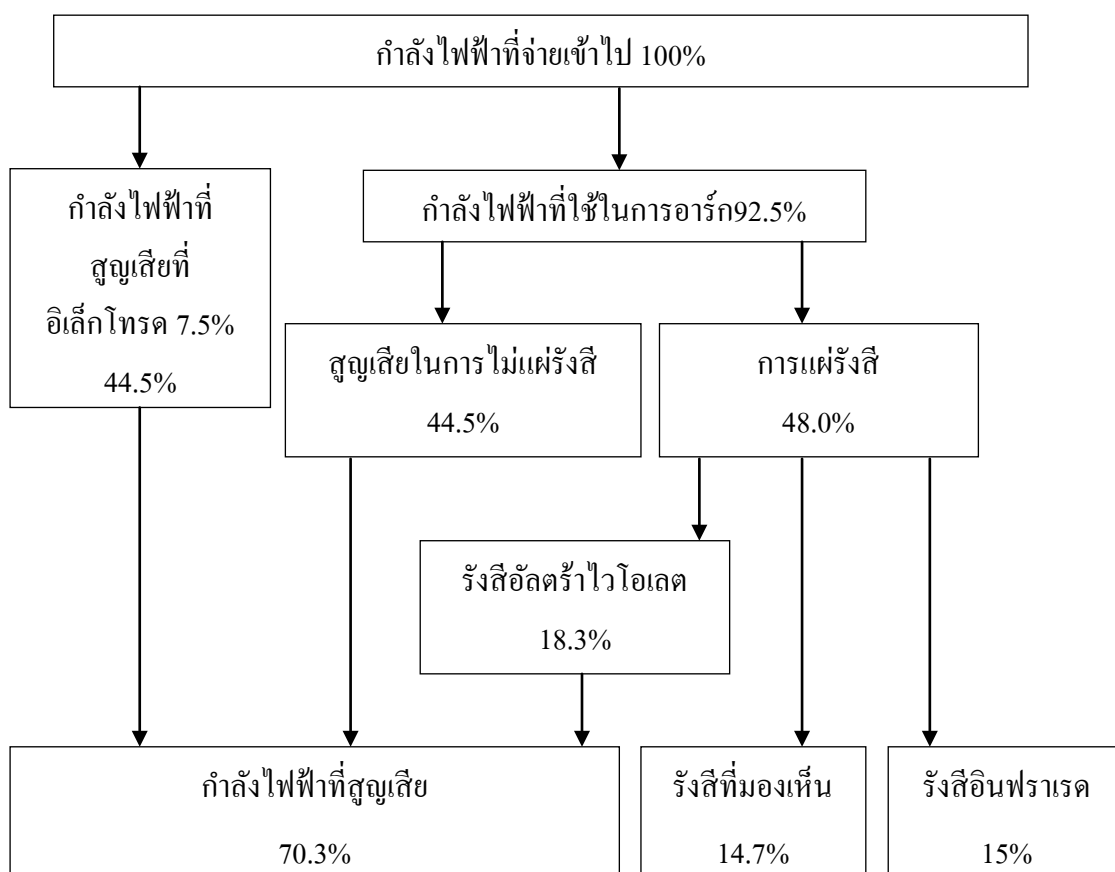 กำลังไฟฟ้าที่จ่ายเข้าไป 100%
กำลังไฟฟ้าที่
สูญเสียที่
อิเล็กโทรด 7.5%
44.5%
กำลังไฟฟ้าที่ใช้ในการอาร์ก92.5%
สูญเสียในการไม่แผ่รังสี
44.5%
การแผ่รังสี
48.0%
รังสีอัลตร้าไวโอเลต
18.3%
กำลังไฟฟ้าที่สูญเสีย
70.3%
รังสีที่มองเห็น
14.7%
รังสีอินฟราเรด
15%